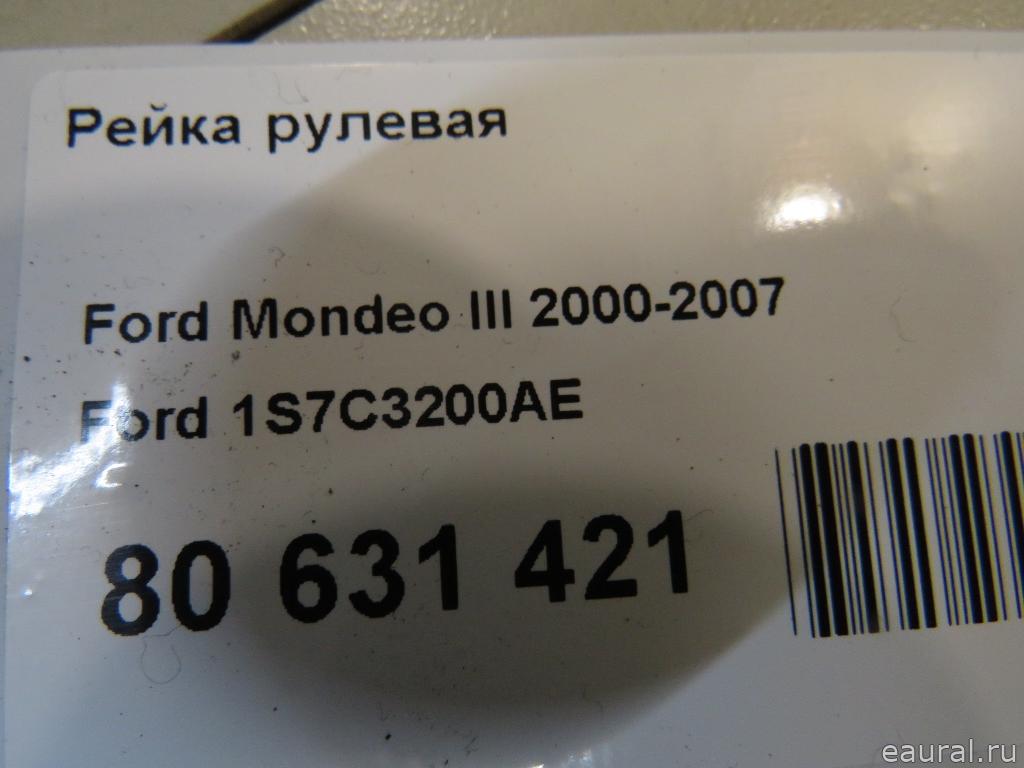 Рейка рулевая
Ford Mondeo III 2000-2007
Ford 1S7C3200AE
80 631 421
eaural.ru